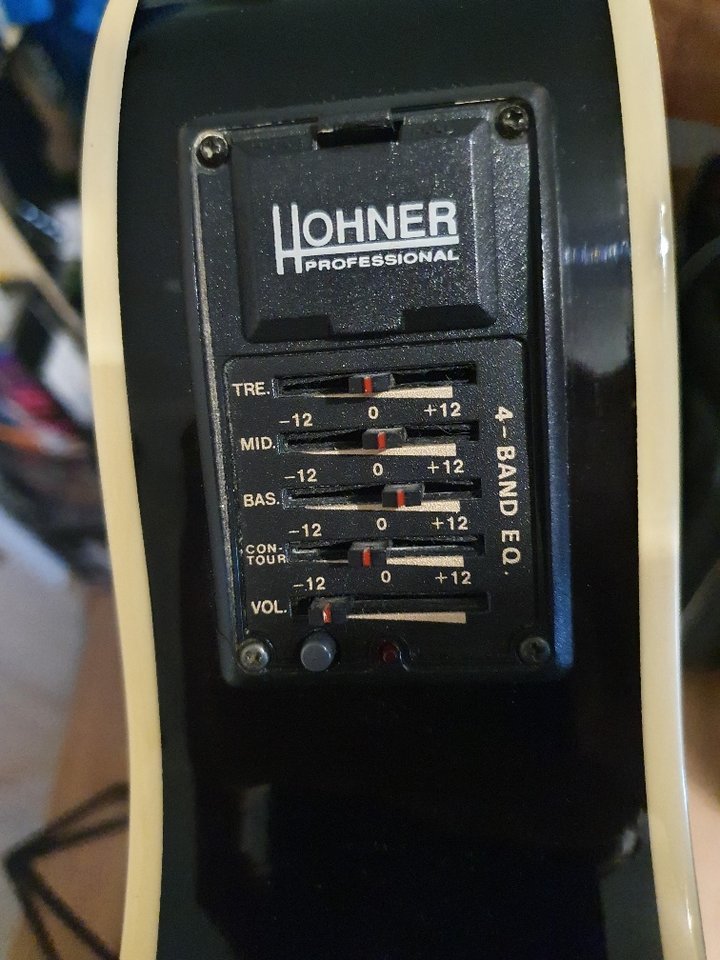 HOHNER
PROFESSIONAL
TRE.
-12 0 +12
MID.
-12 0 +12
BAS.
-12 0 +12
CON-
TOUR
-12 0 +12
VOL.
4-BAND EQ.